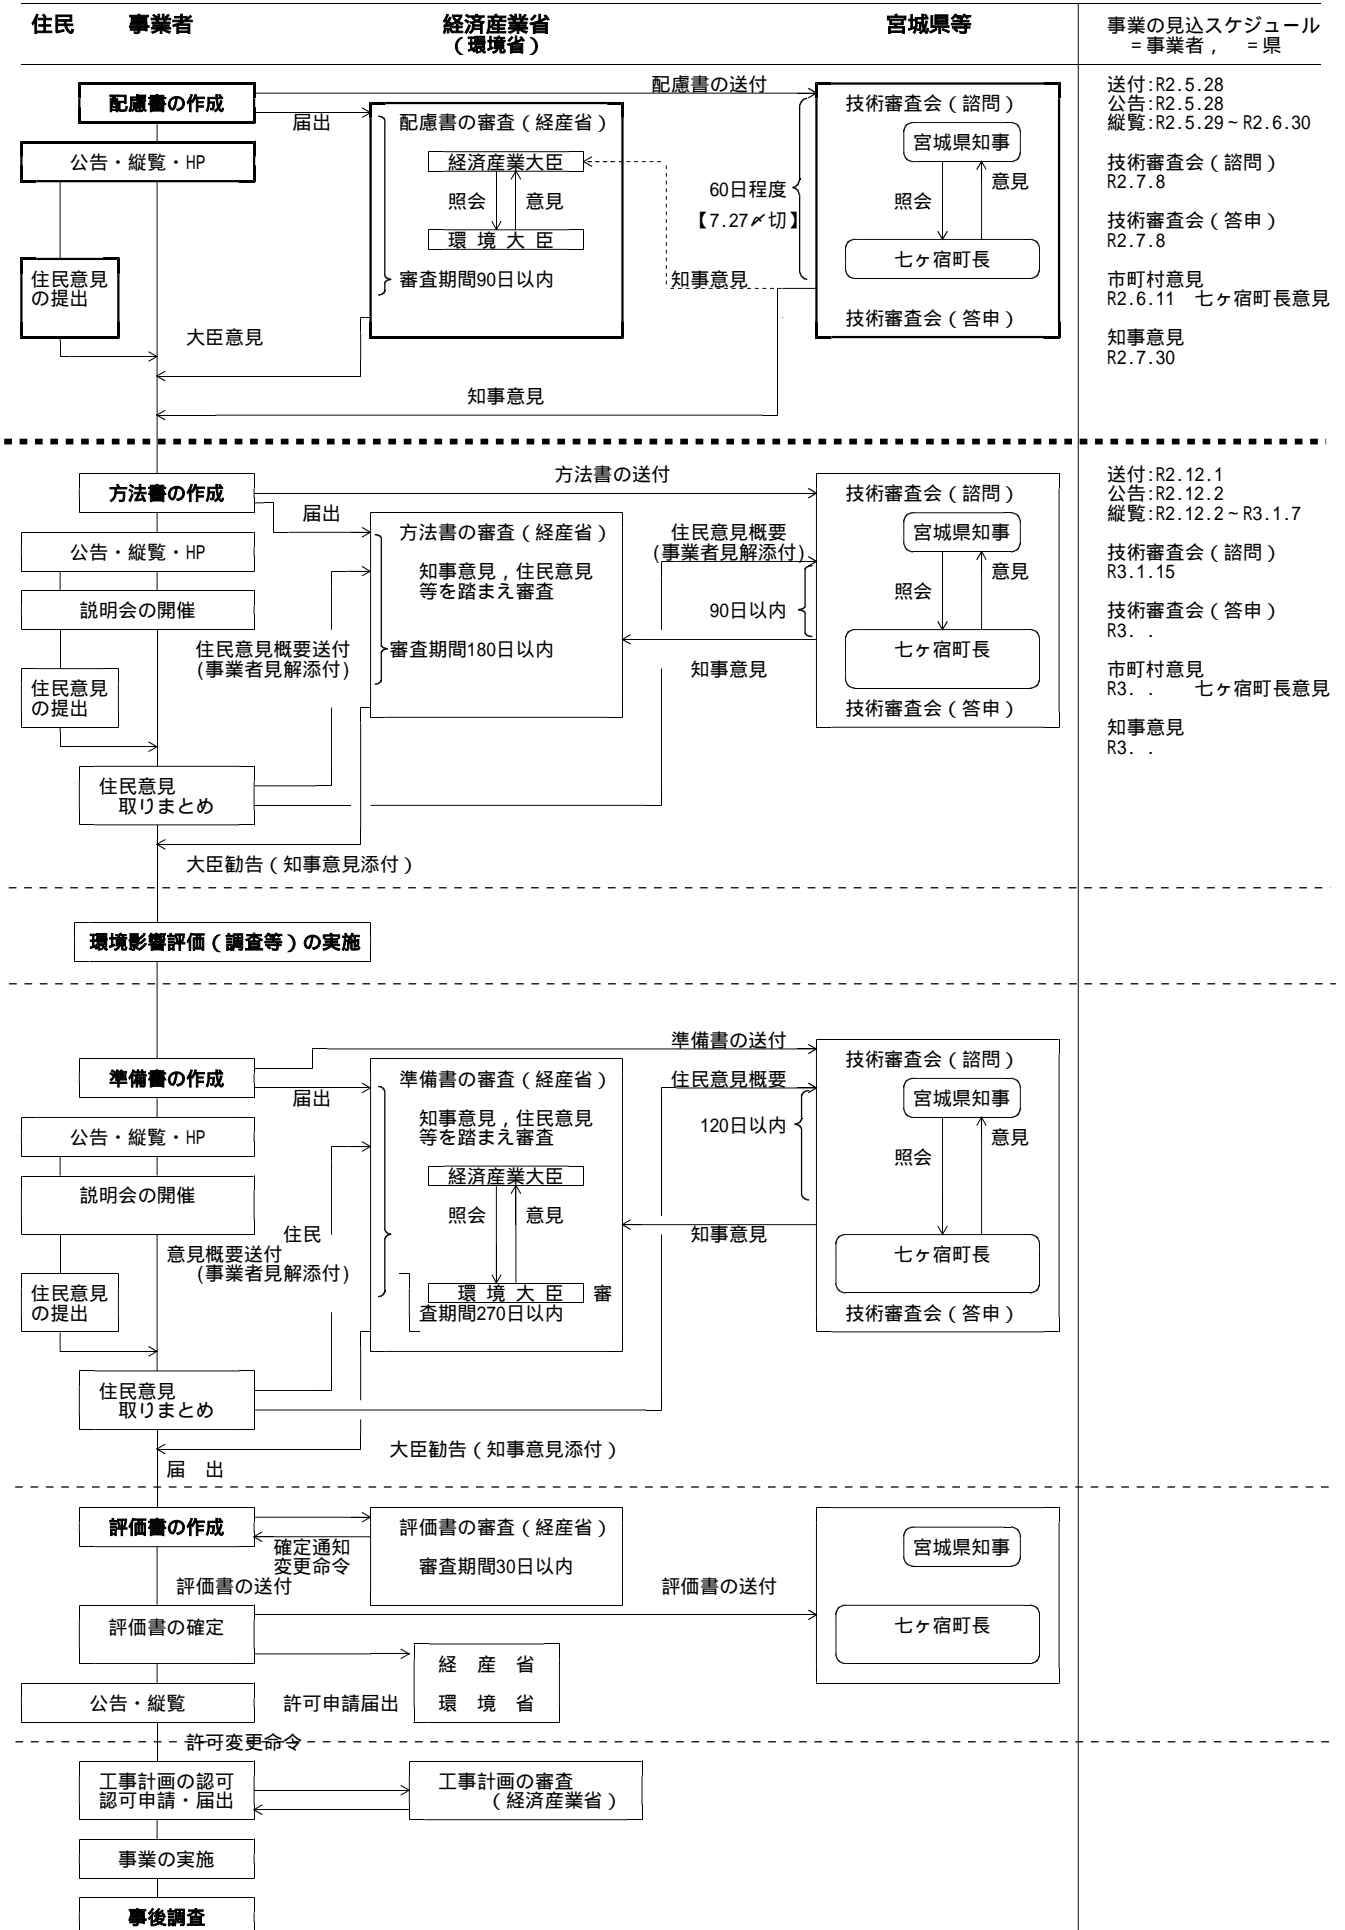 住民
事業者
経済産業省
（環境省）
宮城県等
事業の見込スケジュール
＝事業者，　＝県
配慮書の作成
届出
配慮書の送付
公告・縦覧・HP
住民意見
の提出
配慮書の審査（経産省）
経済産業大臣
照会
意見
環 境 大 臣
審査期間90日以内
大臣意見
知事意見
60日程度
【7.27〆切】
知事意見
技術審査会（諮問）
宮城県知事
照会
意見
七ヶ宿町長
技術審査会（答申）
送付:R2.5.28
公告:R2.5.28
縦覧:R2.5.29～R2.6.30
技術審査会（諮問）
R2.7.8
技術審査会（答申）
R2.7.8
市町村意見
R2.6.11　七ヶ宿町長意見
知事意見
R2.7.30
方法書の作成
届出
方法書の送付
公告・縦覧・HP
説明会の開催
住民意見
の提出
住民意見概要送付
(事業者見解添付)
住民意見
取りまとめ
方法書の審査（経産省）
知事意見，住民意見
等を踏まえ審査
審査期間180日以内
大臣勧告（知事意見添付）
住民意見概要
(事業者見解添付)
90日以内
知事意見
技術審査会（諮問）
宮城県知事
照会
意見
七ヶ宿町長
技術審査会（答申）
送付:R2.12.1
公告:R2.12.2
縦覧:R2.12.2～R3.1.7
技術審査会（諮問）
R3.1.15
技術審査会（答申）
R3. .
市町村意見
R3. .　　七ヶ宿町長意見
知事意見
R3. .
環境影響評価（調査等）の実施
準備書の作成
届出
準備書の送付
公告・縦覧・HP
説明会の開催
住民意見
の提出
住民
意見概要送付
(事業者見解添付)
住民意見
取りまとめ
準備書の審査（経産省）
知事意見，住民意見
等を踏まえ審査
経済産業大臣
照会
意見
環 境 大 臣　審
査期間270日以内
大臣勧告（知事意見添付）
住民意見概要
120日以内
知事意見
技術審査会（諮問）
宮城県知事
照会
意見
七ヶ宿町長
技術審査会（答申）
届　出
評価書の作成
確定通知
変更命令
評価書の審査（経産省）
審査期間30日以内
評価書の送付
評価書の送付
宮城県知事
七ヶ宿町長
評価書の確定
経　産　省
環　境　省
公告・縦覧
許可申請届出
許可変更命令
工事計画の認可
認可申請・届出
工事計画の審査
（経済産業省）
事業の実施
事後調査